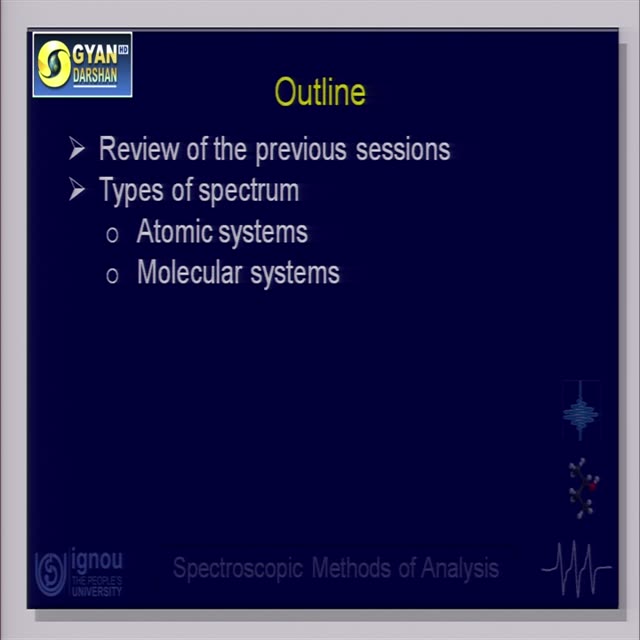 GYAN HD
DARSHAN
Outline
Review of the previous sessions
Types of spectrum
Atomic systems
Molecular systems
ignou
THE PEOPLE'S
UNIVERSITY
Spectroscopic Methods of Analysis